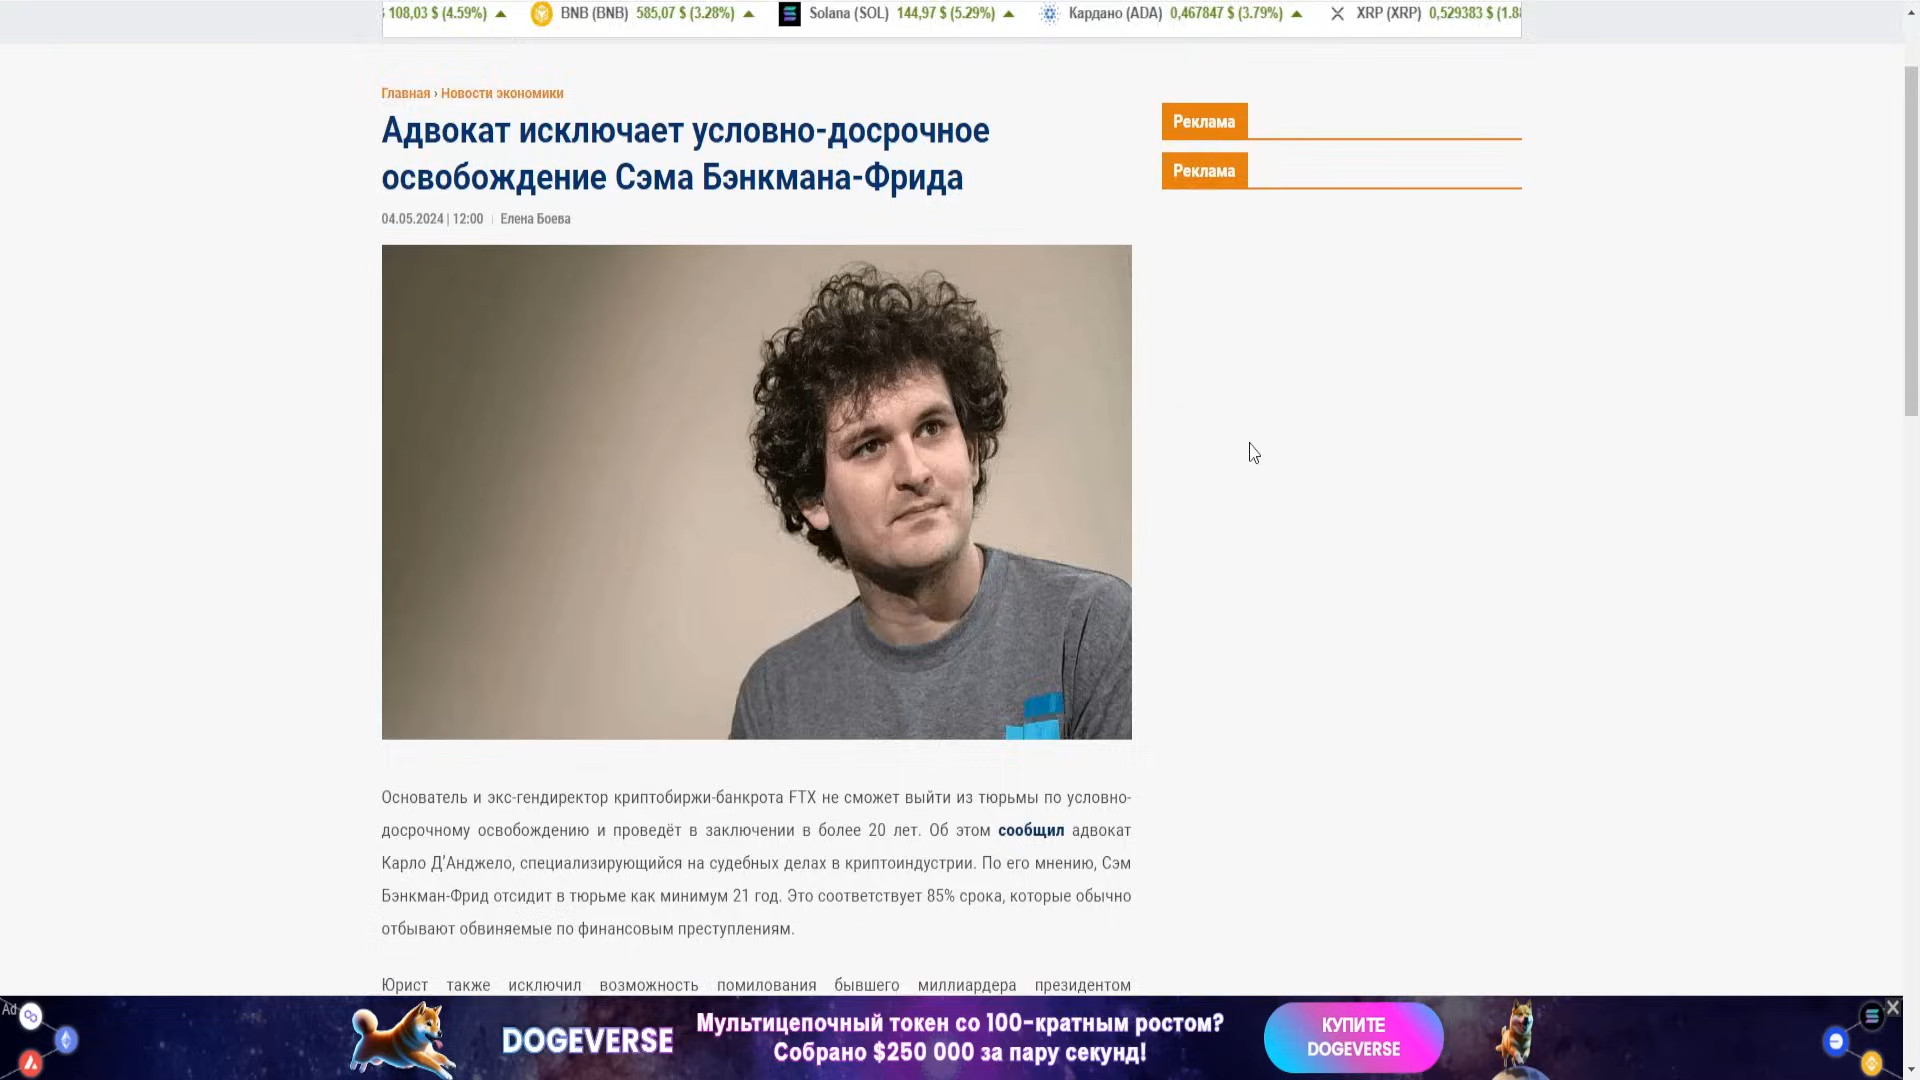 108,03 $ (4.59%) BNB (BNB) 585,07 $ (3.28%) Solana (SOL) 144,97 $ (5.29%) Кардано (ADA) 0,467847 $ (3.79%) XRP (XRP) 0,529383 $ (1.8
Главная › Новости экономики
Адвокат исключает условно-досрочное
освобождение Сэма Бэнкмана-Фрида
04.05.2024 | 12:00 | Елена Боева
Реклама
Реклама
Основатель и экс-гендиректор криптобиржи-банкрота FTX не сможет выйти из тюрьмы по условно-
досрочному освобождению и проведёт в заключении в более 20 лет. Об этом сообщил адвокат
Карло Д’Анджело, специализирующийся на судебных делах в криптоиндустрии. По его мнению, Сэм
Бэнкман-Фрид отсидит в тюрьме как минимум 21 год. Это соответствует 85% срока, которые обычно
отбывают обвиняемые по финансовым преступлениям.
Юрист также исключил возможность помилования бывшего миллиардера президентом
Ad
DOGEVERSE
Мультицепочный токен со 100-кратным ростом?
Собрано $250 000 за пару секунд!
КУПИТЕ
DOGEVERSE